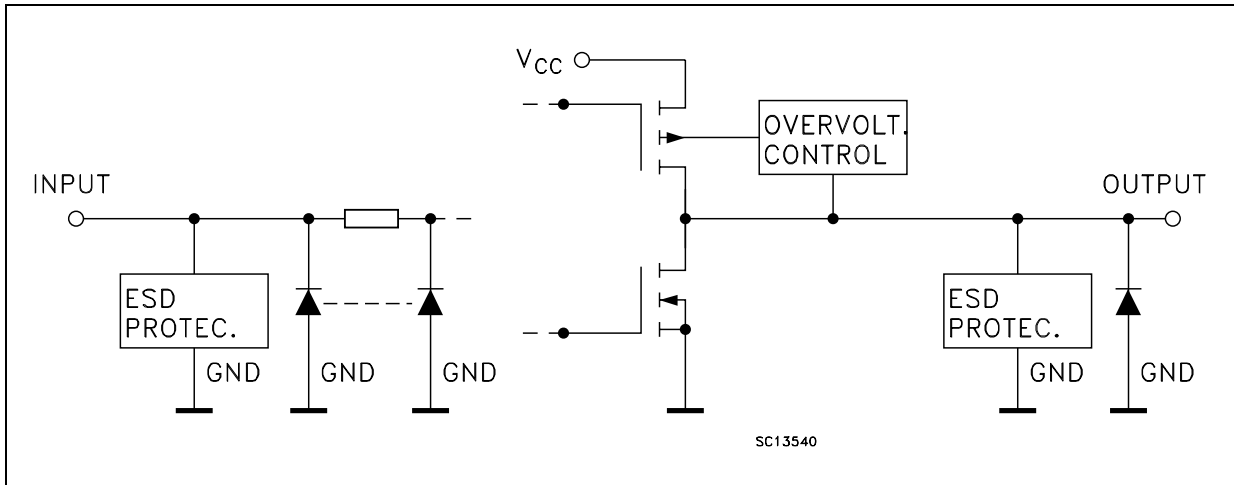 VCC
OVERVOLT.
CONTROL
INPUT
OUTPUT
ESD
PROTEC.
GND
GND
GND
ESD
PROTEC.
GND
GND
SC13540